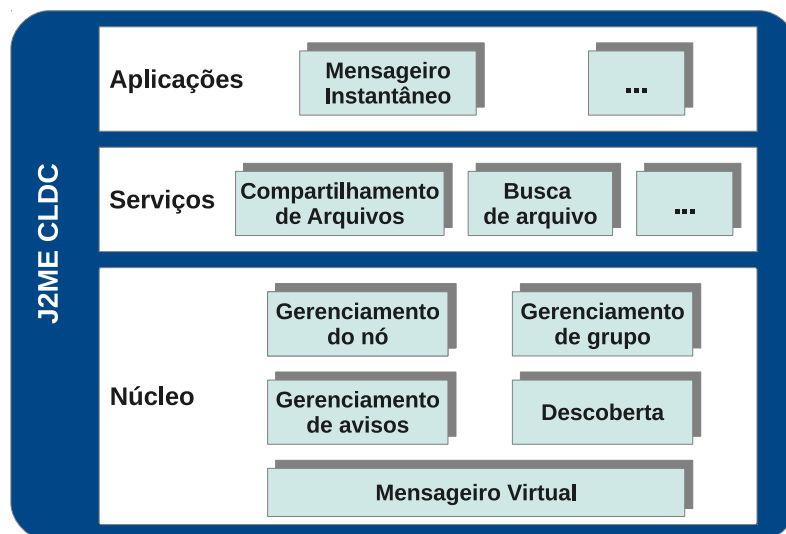 J2ME CLDC
Aplicações
Mensageiro
Instantâneo
...
Serviços
Compartilhamento
de Arquivos
Busca
de arquivo
...
Núcleo
Gerenciamento
do nó
Gerenciamento
de grupo
Gerenciamento
de avisos
Descoberta
Mensageiro Virtual